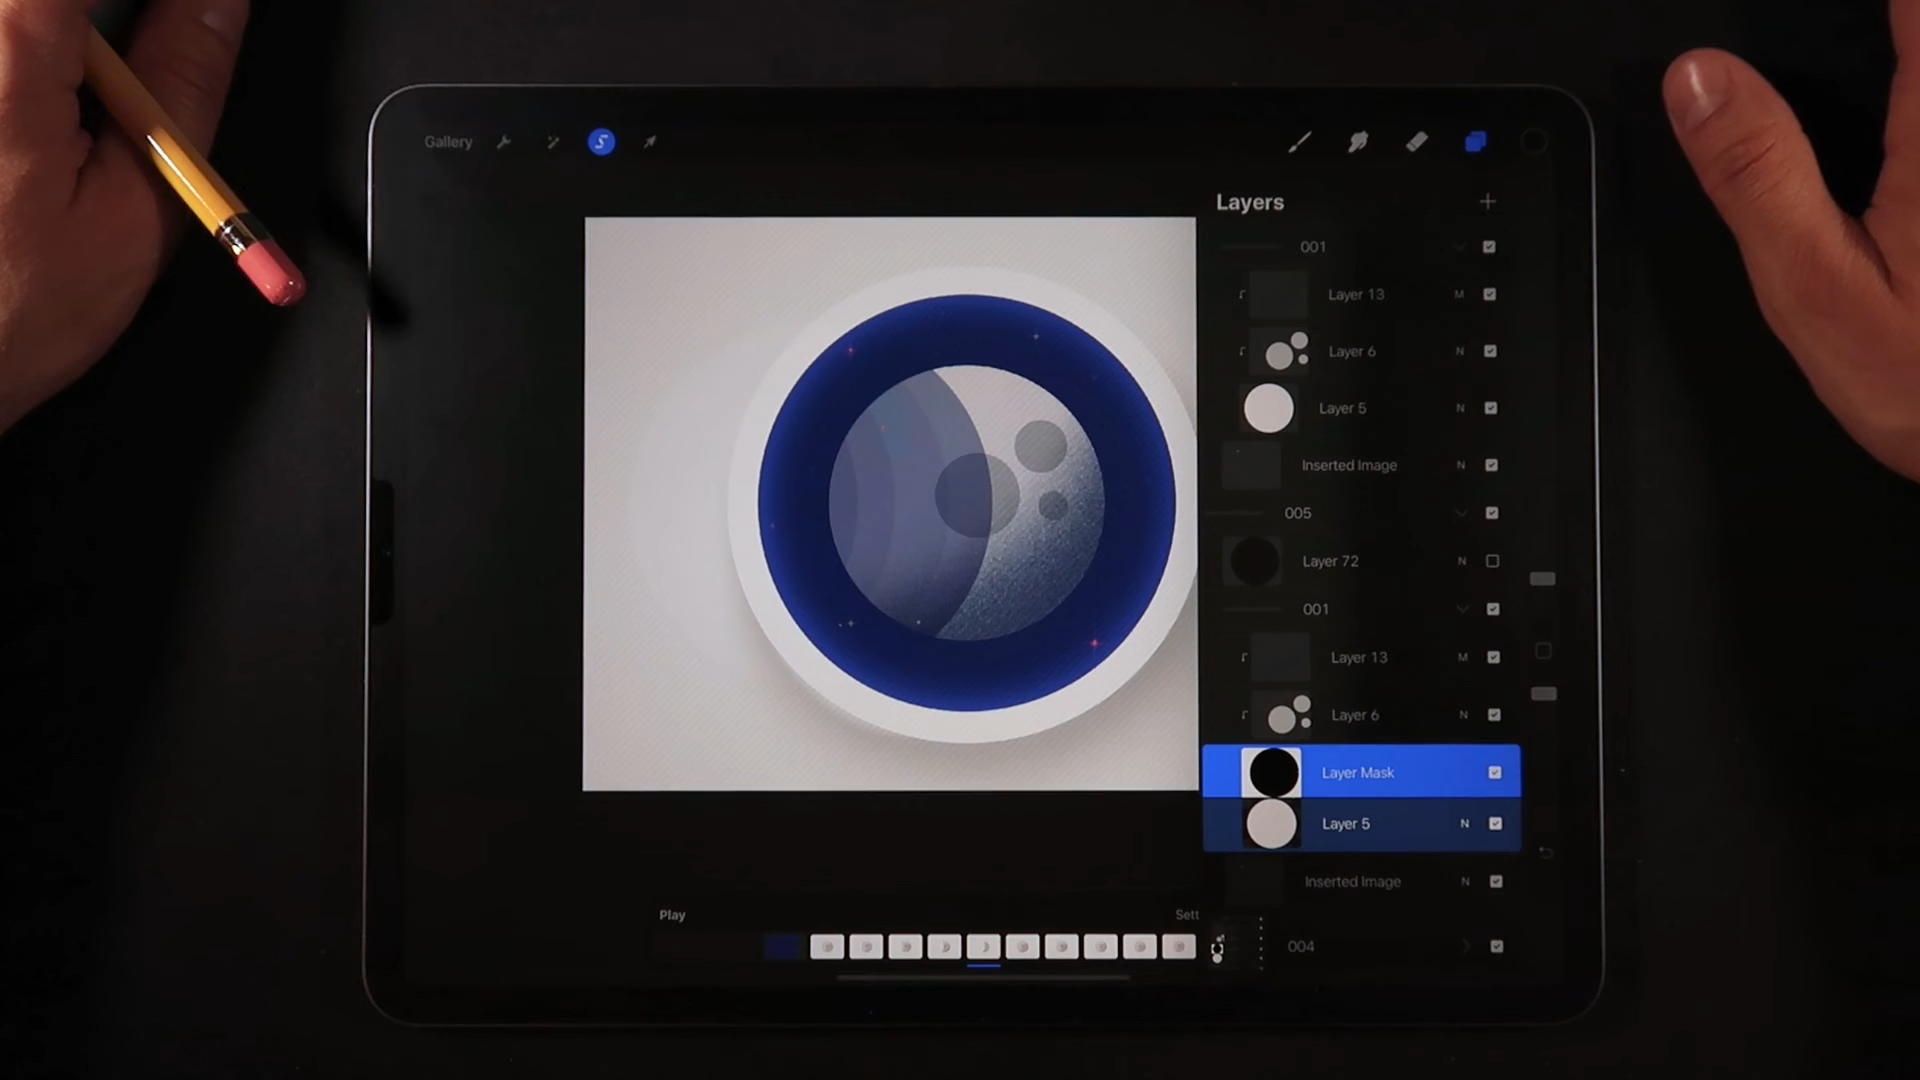 Gallery
Layers
001
Layer 13 M
Layer 6 N
Layer 5 N
Inserted Image N
005
Layer 72 N
001
Layer 13 M
Layer 6 N
Layer Mask
Layer 5 N
Inserted Image N
Play Sett
004